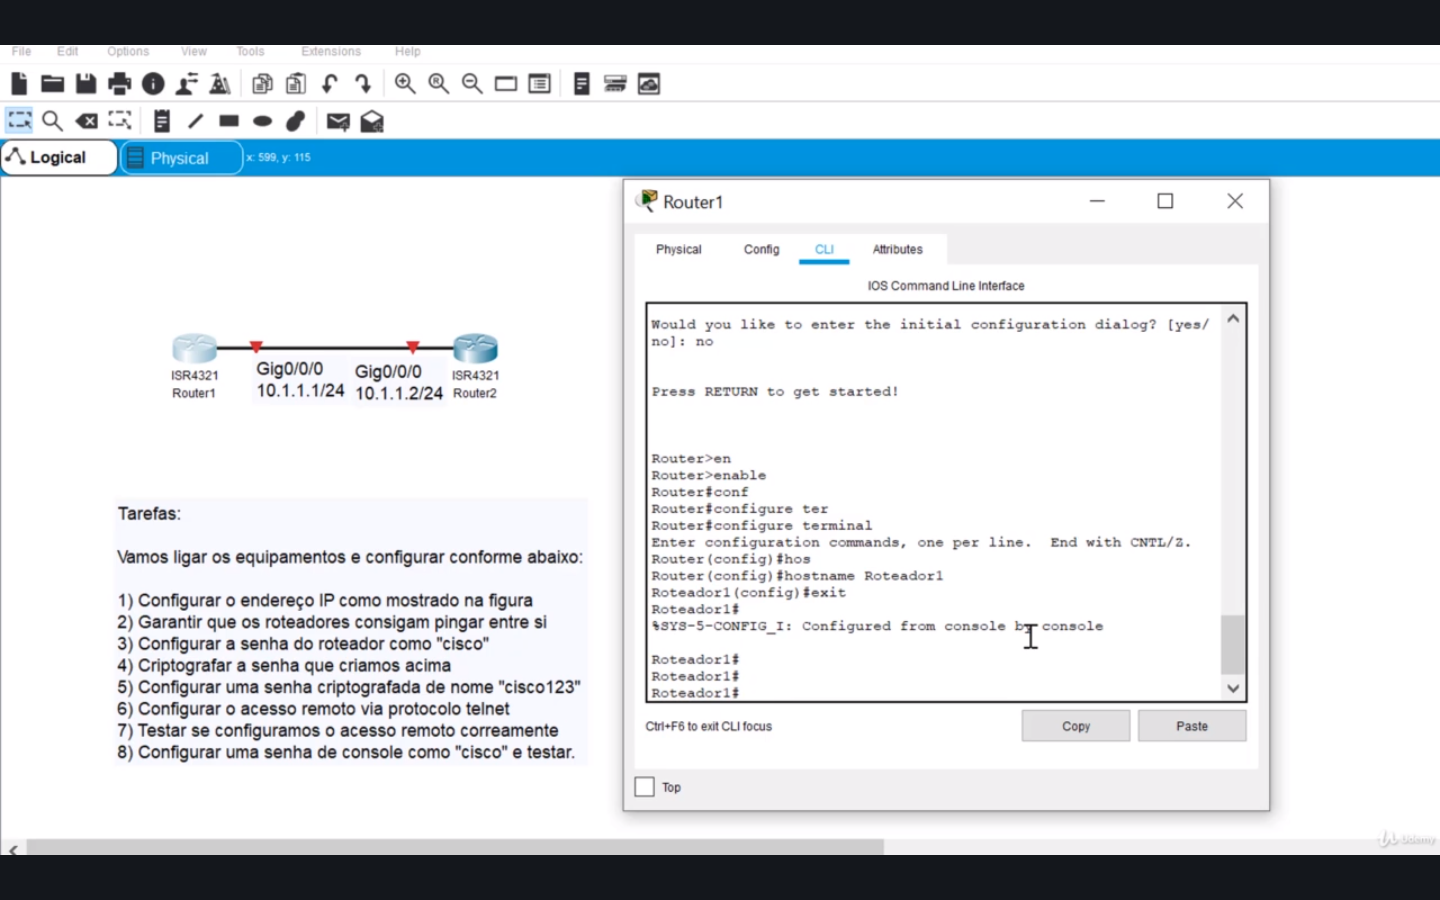 File Edit Options View Tools Extensions Help
Logical Physical x: 599, y: 115
Router1
Physical Config CLI Attributes
IOS Command Line Interface
Would you like to enter the initial configuration dialog? [yes/
no]: no
Press RETURN to get started!
Router>en
Router>enable
Router#conf
Router#configure ter
Router#configure terminal
Enter configuration commands, one per line.  End with CNTL/Z.
Router(config)#hos
Router(config)#hostname Roteador1
Roteador1(config)#exit
Roteador1#
%SYS-5-CONFIG_I: Configured from console by console
Roteador1#
Roteador1#
Roteador1#
Ctrl+F6 to exit CLI focus
Copy Paste
Top
ISR4321
Router1
Gig0/0/0
10.1.1.1/24
Gig0/0/0
10.1.1.2/24
ISR4321
Router2
Tarefas:
Vamos ligar os equipamentos e configurar conforme abaixo:
1) Configurar o endereço IP como mostrado na figura
2) Garantir que os roteadores consigam pingar entre si
3) Configurar a senha do roteador como "cisco"
4) Criptografar a senha que criamos acima
5) Configurar uma senha criptografada de nome "cisco123"
6) Configurar o acesso remoto via protocolo telnet
7) Testar se configuramos o acesso remoto correamente
8) Configurar uma senha de console como "cisco" e testar.
Udemy